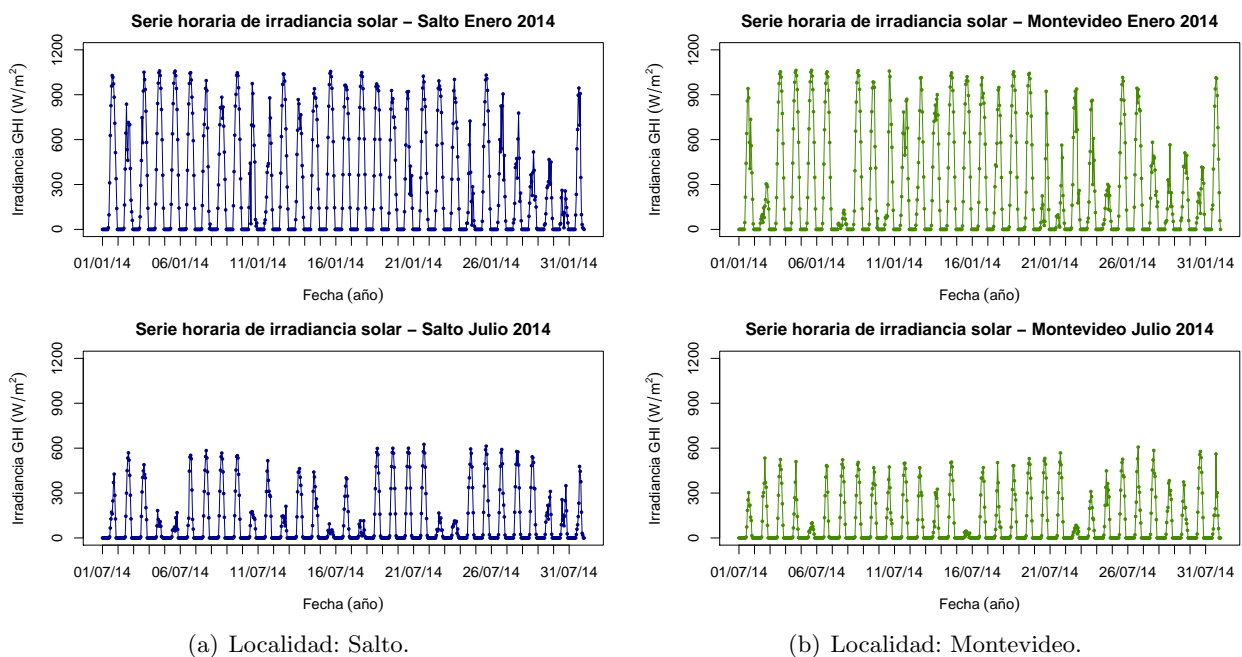 Serie horaria de irradiancia solar – Salto Enero 2014
Irradiancia GHI (W/m²)
1200
900
600
300
0
01/01/14 06/01/14 11/01/14 16/01/14 21/01/14 26/01/14 31/01/14
Fecha (año)
Serie horaria de irradiancia solar – Montevideo Enero 2014
Irradiancia GHI (W/m²)
1200
900
600
300
0
01/01/14 06/01/14 11/01/14 16/01/14 21/01/14 26/01/14 31/01/14
Fecha (año)
Serie horaria de irradiancia solar – Salto Julio 2014
Irradiancia GHI (W/m²)
1200
900
600
300
0
01/07/14 06/07/14 11/07/14 16/07/14 21/07/14 26/07/14 31/07/14
Fecha (año)
Serie horaria de irradiancia solar – Montevideo Julio 2014
Irradiancia GHI (W/m²)
1200
900
600
300
0
01/07/14 06/07/14 11/07/14 16/07/14 21/07/14 26/07/14 31/07/14
Fecha (año)
(a) Localidad: Salto.
(b) Localidad: Montevideo.